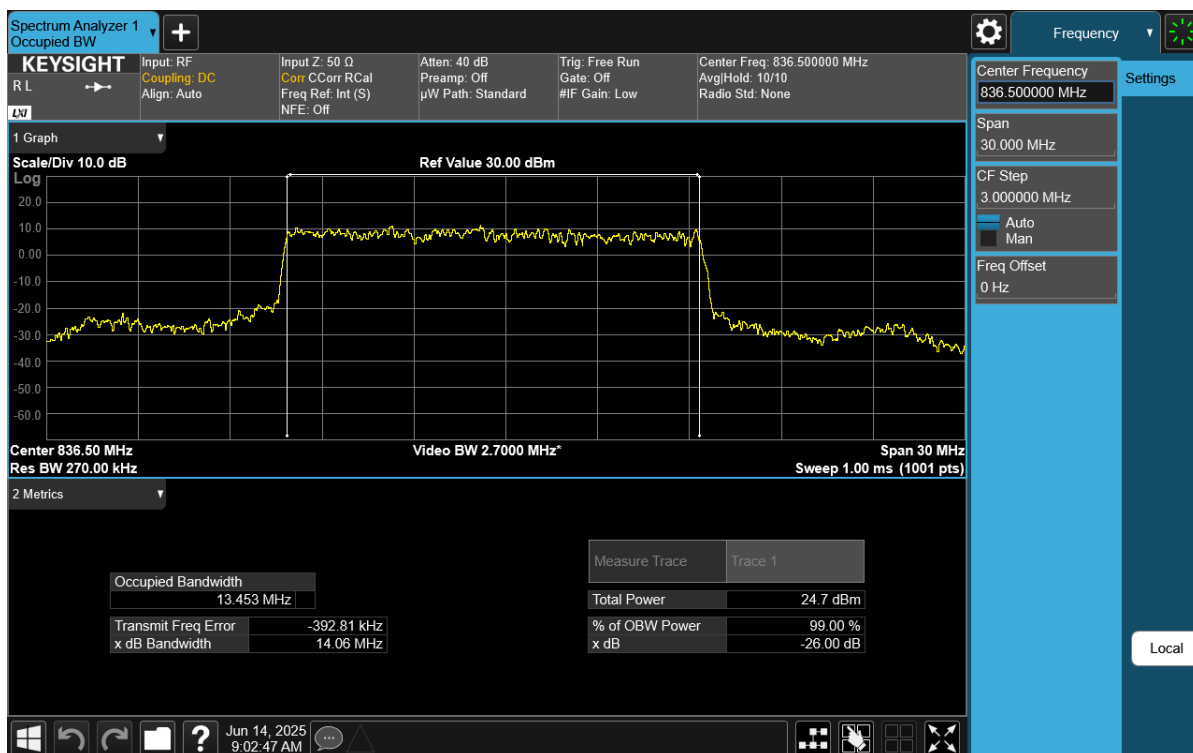 Spectrum Analyzer 1
Occupied BW
+
Frequency
KEYSIGHT
R L
LXI
Input: RF
Coupling: DC
Align: Auto
Input Z: 50 Ω
Corr CCorr RCal
Freq Ref: Int (S)
NFE: Off
Atten: 40 dB
Preamp: Off
µW Path: Standard
Trig: Free Run
Gate: Off
#IF Gain: Low
Center Freq: 836.500000 MHz
Avg|Hold: 10/10
Radio Std: None
Center Frequency
836.500000 MHz
Settings
Span
30.000 MHz
CF Step
3.000000 MHz
Auto
Man
Freq Offset
0 Hz
1 Graph
Scale/Div 10.0 dB
Ref Value 30.00 dBm
Log
20.0
10.0
0.00
-10.0
-20.0
-30.0
-40.0
-50.0
-60.0
Center 836.50 MHz
Video BW 2.7000 MHz*
Span 30 MHz
Res BW 270.00 kHz
Sweep 1.00 ms (1001 pts)
2 Metrics
Measure Trace
Trace 1
Occupied Bandwidth
13.453 MHz
Total Power
24.7 dBm
Transmit Freq Error
-392.81 kHz
% of OBW Power
99.00 %
x dB Bandwidth
14.06 MHz
x dB
-26.00 dB
Local
?
Jun 14, 2025
9:02:47 AM